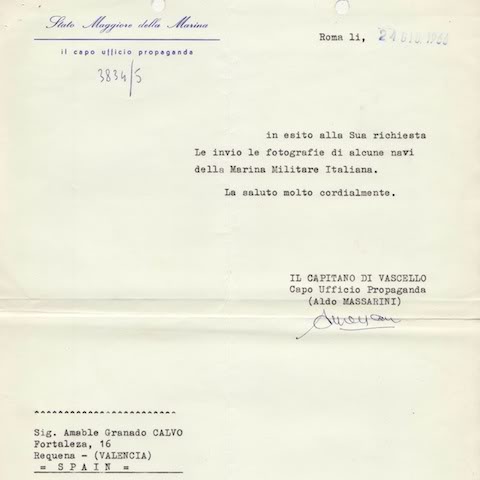 Stato Maggiore della Marina
il capo ufficio propaganda
3834/5
Roma li,
in esito alla Sua richiesta
Le invio le fotografie di alcune navi
della Marina Militare Italiana.
La saluto molto cordialmente.
IL CAPITANO DI VASCELLO
Capo Ufficio Propaganda
(Aldo MASSARINI)
Sig. Amable Granado CALVO
Fortaleza, 16
Requena - (VALENCIA)
= S P A I N =